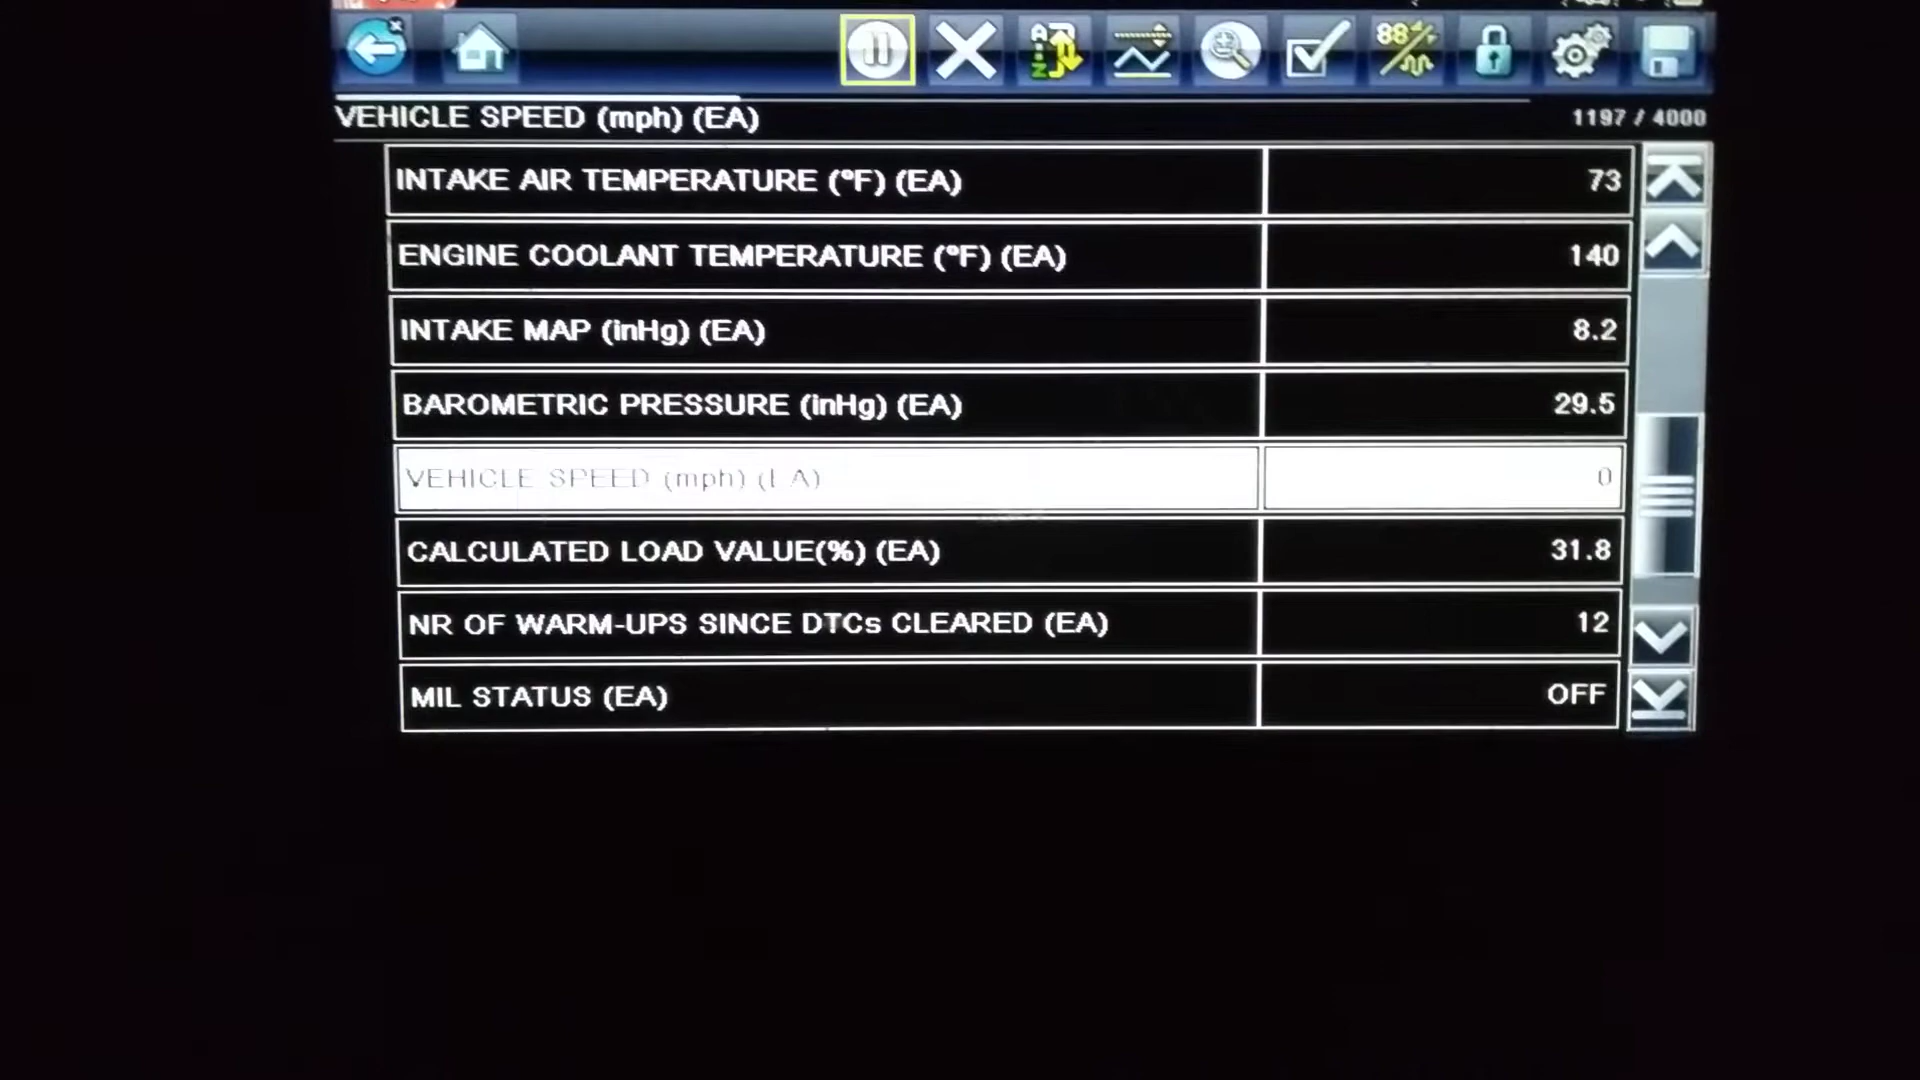 VEHICLE SPEED (mph) (EA) 1197 / 4000
INTAKE AIR TEMPERATURE (°F) (EA) 73
ENGINE COOLANT TEMPERATURE (°F) (EA) 140
INTAKE MAP (inHg) (EA) 8.2
BAROMETRIC PRESSURE (inHg) (EA) 29.5
VEHICLE SPEED (mph) (EA) 0
CALCULATED LOAD VALUE(%) (EA) 31.8
NR OF WARM-UPS SINCE DTCs CLEARED (EA) 12
MIL STATUS (EA) OFF